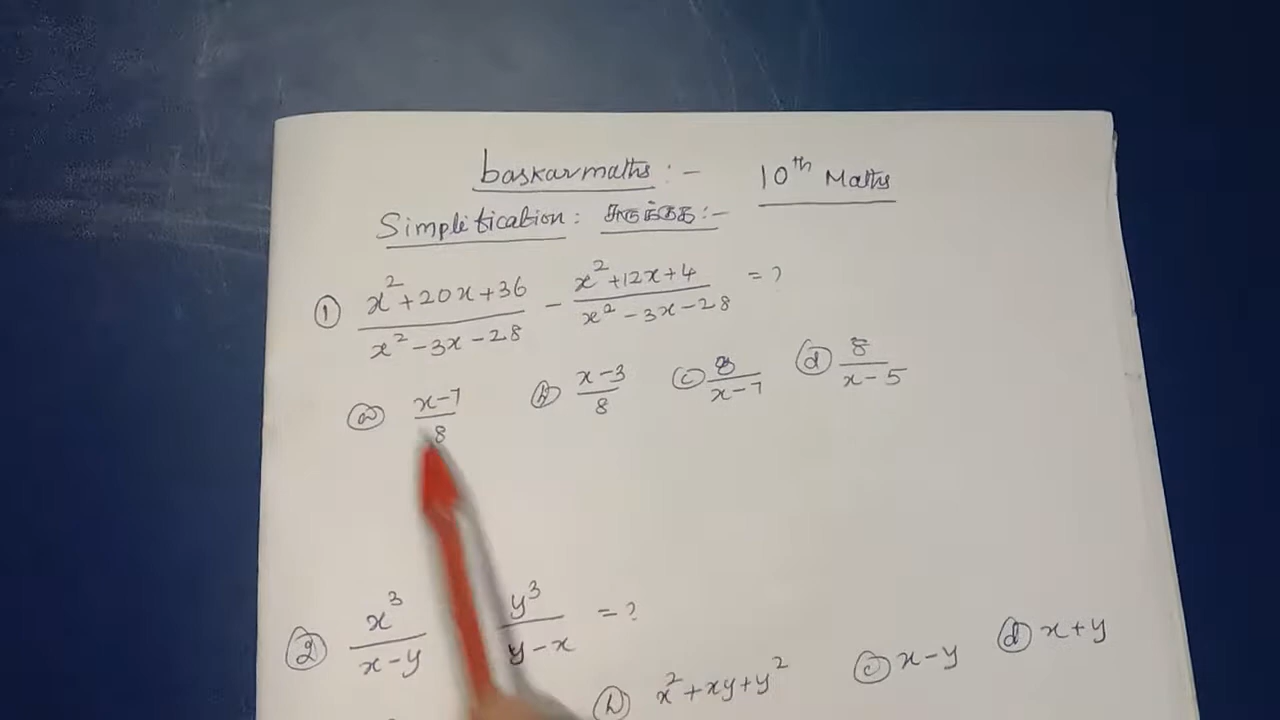 baskarmaths :- 10th Maths
Simplification : சுருக்குக :-
① (x²+20x+36)/(x²-3x-28) - (x²+12x+4)/(x²-3x-28) = ?
ⓐ (x-7)/8 ⓑ (x-3)/8 ⓒ 8/(x-7) ⓓ 8/(x-5)
② x³/(x-y) y³/(y-x) = ?
ⓑ x²+xy+y² ⓒ x-y ⓓ x+y